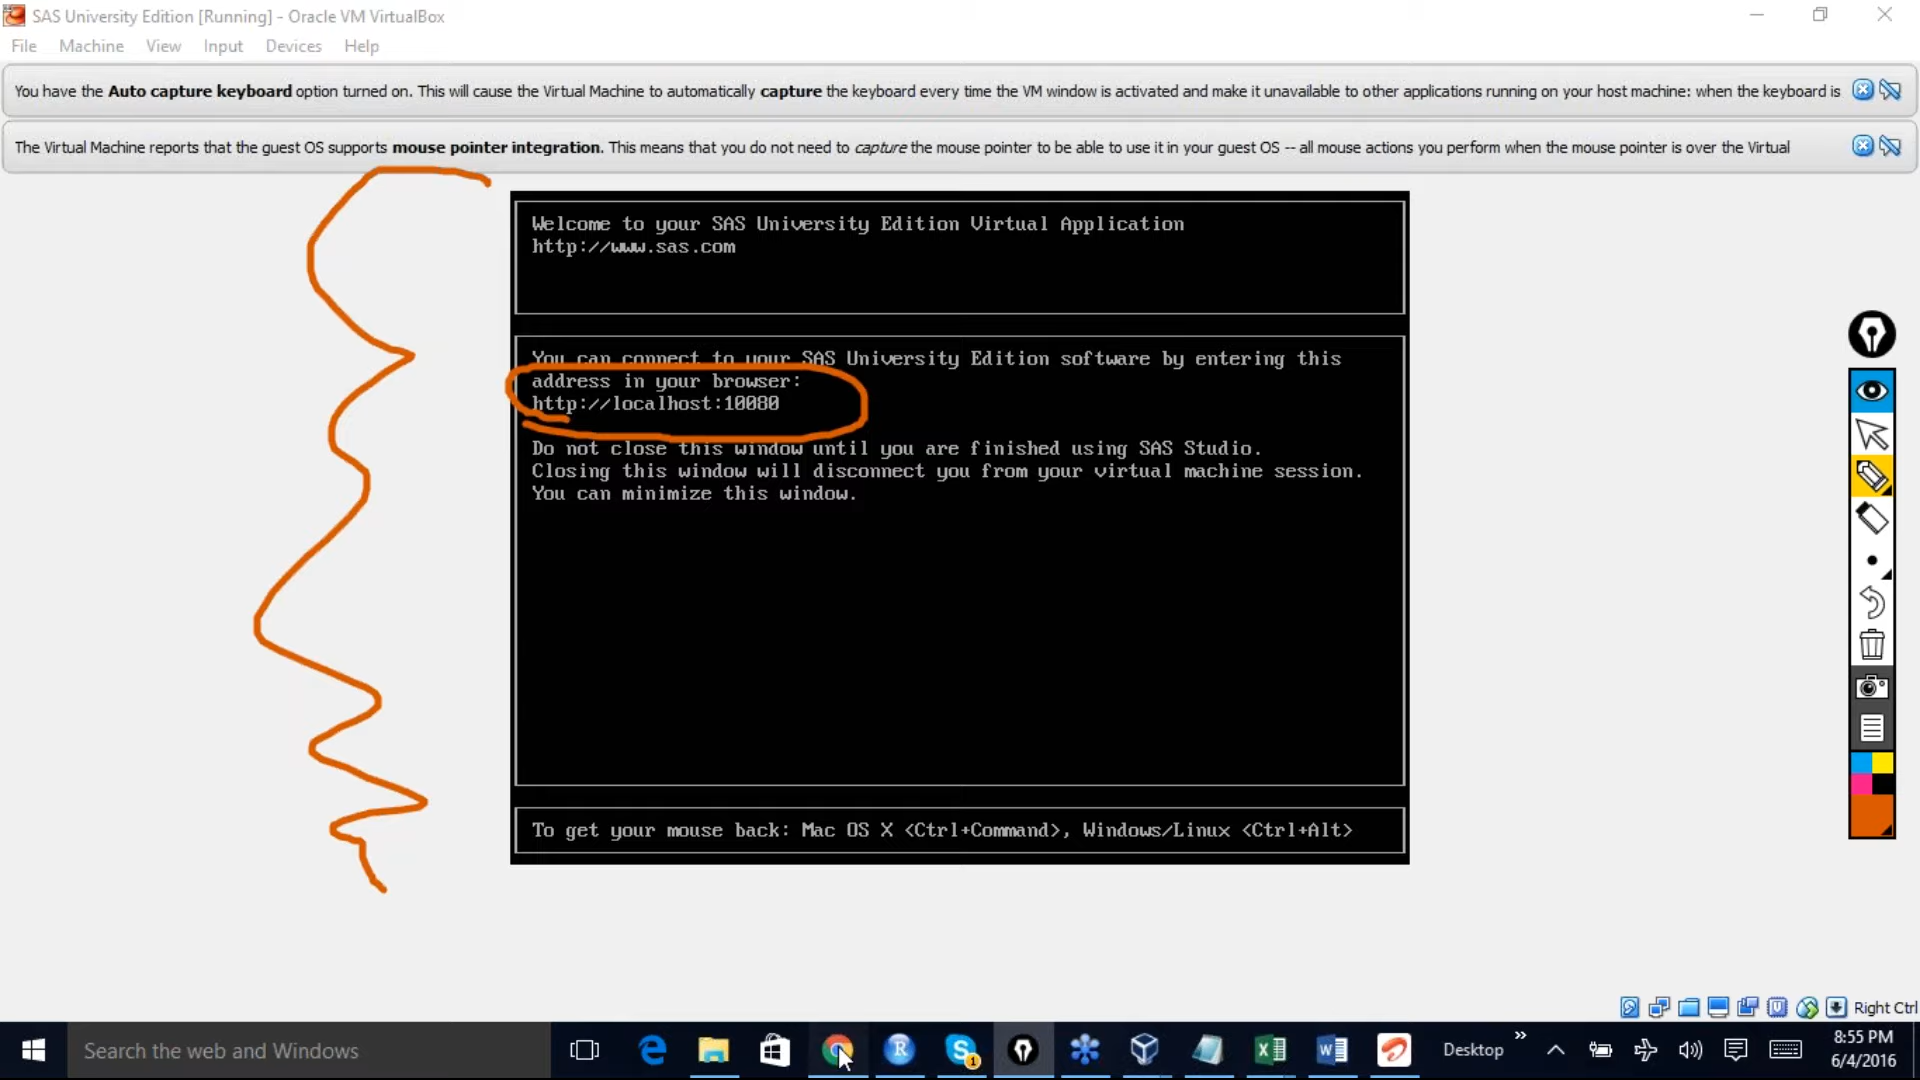 SAS University Edition [Running] - Oracle VM VirtualBox
File Machine View Input Devices Help
You have the Auto capture keyboard option turned on. This will cause the Virtual Machine to automatically capture the keyboard every time the VM window is activated and make it unavailable to other applications running on your host machine: when the keyboard is
The Virtual Machine reports that the guest OS supports mouse pointer integration. This means that you do not need to capture the mouse pointer to be able to use it in your guest OS -- all mouse actions you perform when the mouse pointer is over the Virtual
Welcome to your SAS University Edition Virtual Application
http://www.sas.com
You can connect to your SAS University Edition software by entering this
address in your browser:
http://localhost:10080
Do not close this window until you are finished using SAS Studio.
Closing this window will disconnect you from your virtual machine session.
You can minimize this window.
To get your mouse back: Mac OS X <Ctrl+Command>, Windows/Linux <Ctrl+Alt>
Right Ctrl
Search the web and Windows
Desktop
8:55 PM
6/4/2016